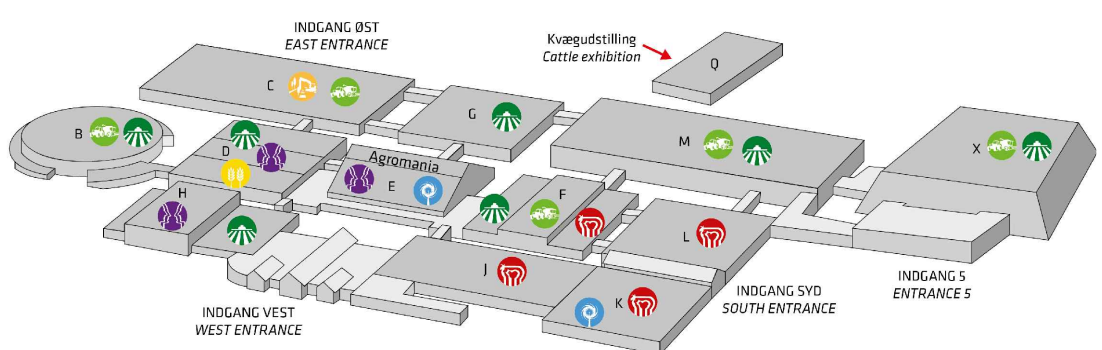 INDGANG ØST
EAST ENTRANCE
Kvægudstilling
Cattle exhibition
Q
C
G
B
M
X
D
Agromania
E
H
F
L
J
K
INDGANG VEST
WEST ENTRANCE
INDGANG SYD
SOUTH ENTRANCE
INDGANG 5
ENTRANCE 5